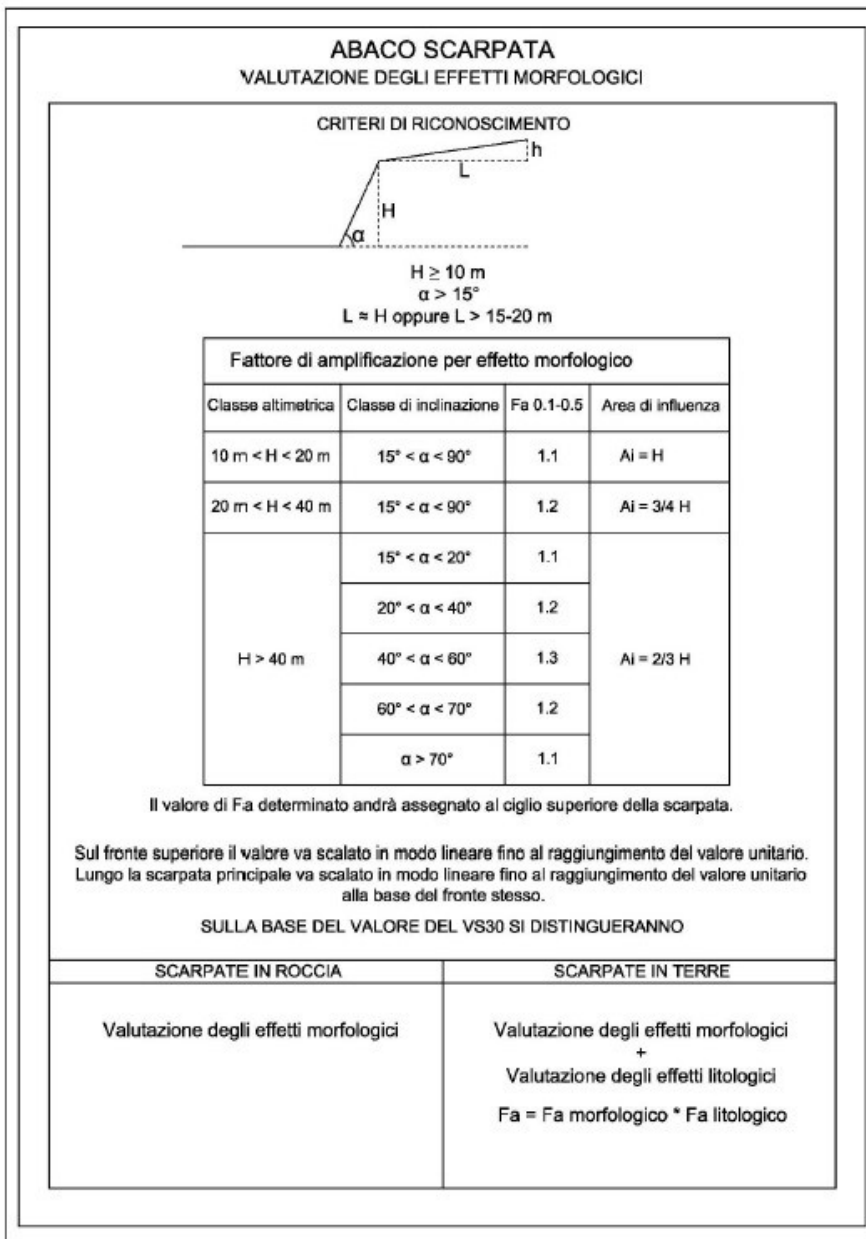 ABACO SCARPATA
VALUTAZIONE DEGLI EFFETTI MORFOLOGICI
CRITERI DI RICONOSCIMENTO
h
L
H
α
H ≥ 10 m
α > 15°
L ≈ H oppure L > 15-20 m
Fattore di amplificazione per effetto morfologico
Classe altimetrica Classe di inclinazione Fa 0.1-0.5 Area di influenza
10 m < H < 20 m 15° < α < 90° 1.1 Ai = H
20 m < H < 40 m 15° < α < 90° 1.2 Ai = 3/4 H
15° < α < 20° 1.1
20° < α < 40° 1.2
H > 40 m 40° < α < 60° 1.3 Ai = 2/3 H
60° < α < 70° 1.2
α > 70° 1.1
Il valore di Fa determinato andrà assegnato al ciglio superiore della scarpata.
Sul fronte superiore il valore va scalato in modo lineare fino al raggiungimento del valore unitario.
Lungo la scarpata principale va scalato in modo lineare fino al raggiungimento del valore unitario
alla base del fronte stesso.
SULLA BASE DEL VALORE DEL VS30 SI DISTINGUERANNO
SCARPATE IN ROCCIA SCARPATE IN TERRE
Valutazione degli effetti morfologici Valutazione degli effetti morfologici
+
Valutazione degli effetti litologici
Fa = Fa morfologico * Fa litologico